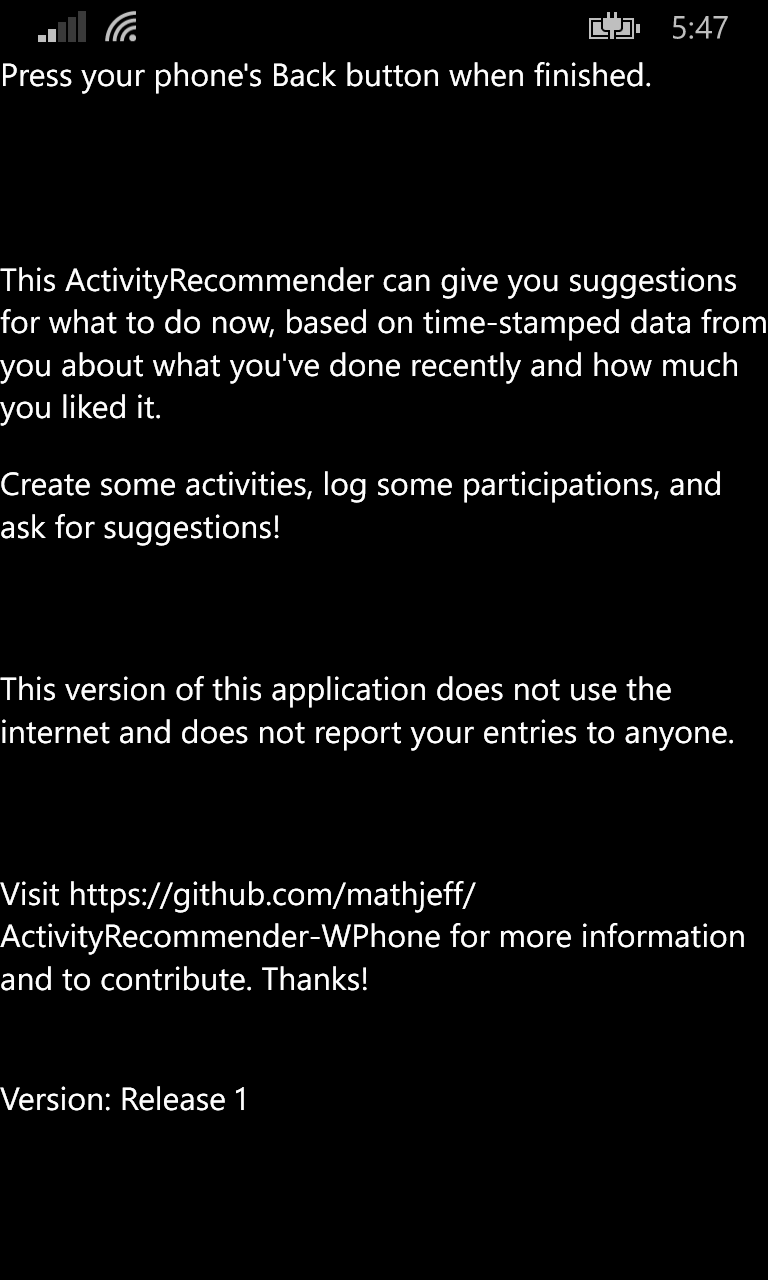 5:47
Press your phone's Back button when finished.
This ActivityRecommender can give you suggestions
for what to do now, based on time-stamped data from
you about what you've done recently and how much
you liked it.
Create some activities, log some participations, and
ask for suggestions!
This version of this application does not use the
internet and does not report your entries to anyone.
Visit https://github.com/mathjeff/
ActivityRecommender-WPhone for more information
and to contribute. Thanks!
Version: Release 1